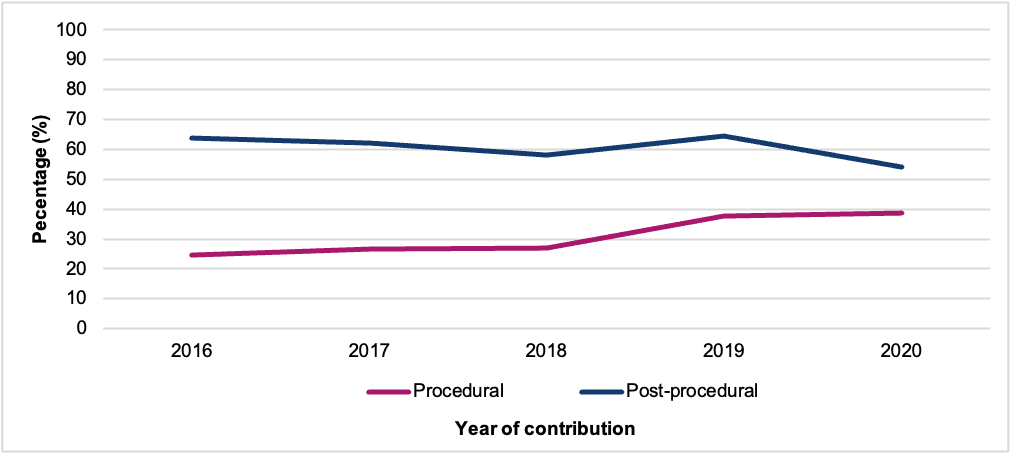 100
90
80
70
60
50
40
30
20
10
0
Pecentage (%)
2016 2017 2018 2019 2020
Procedural Post-procedural
Year of contribution